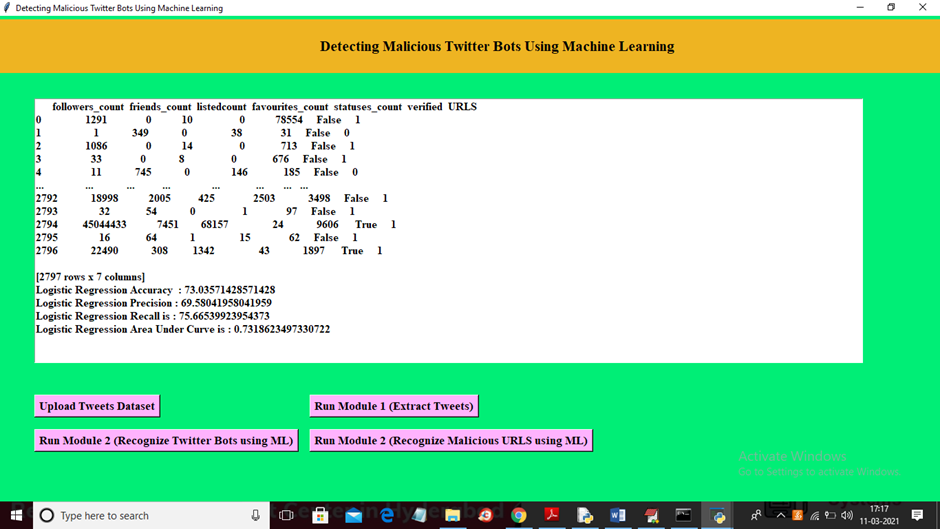 Detecting Malicious Twitter Bots Using Machine Learning
Detecting Malicious Twitter Bots Using Machine Learning
followers_count friends_count listedcount favourites_count statuses_count verified URLS
0 1291 0 10 0 78554 False 1
1 1 349 0 38 31 False 0
2 1086 0 14 0 713 False 1
3 33 0 8 0 676 False 1
4 11 745 0 146 185 False 0
... ... ... ... ... ... ... ...
2792 18998 2005 425 2503 3498 False 1
2793 32 54 0 1 97 False 1
2794 45044433 7451 68157 24 9606 True 1
2795 16 64 1 15 62 False 1
2796 22490 308 1342 43 1897 True 1
[2797 rows x 7 columns]
Logistic Regression Accuracy : 73.03571428571428
Logistic Regression Precision : 69.58041958041959
Logistic Regression Recall is : 75.66539923954373
Logistic Regression Area Under Curve is : 0.7318623497330722
Upload Tweets Dataset
Run Module 1 (Extract Tweets)
Run Module 2 (Recognize Twitter Bots using ML)
Run Module 2 (Recognize Malicious URLS using ML)
Activate Windows
Go to Settings to activate Windows.
Type here to search
17:17
11-03-2021